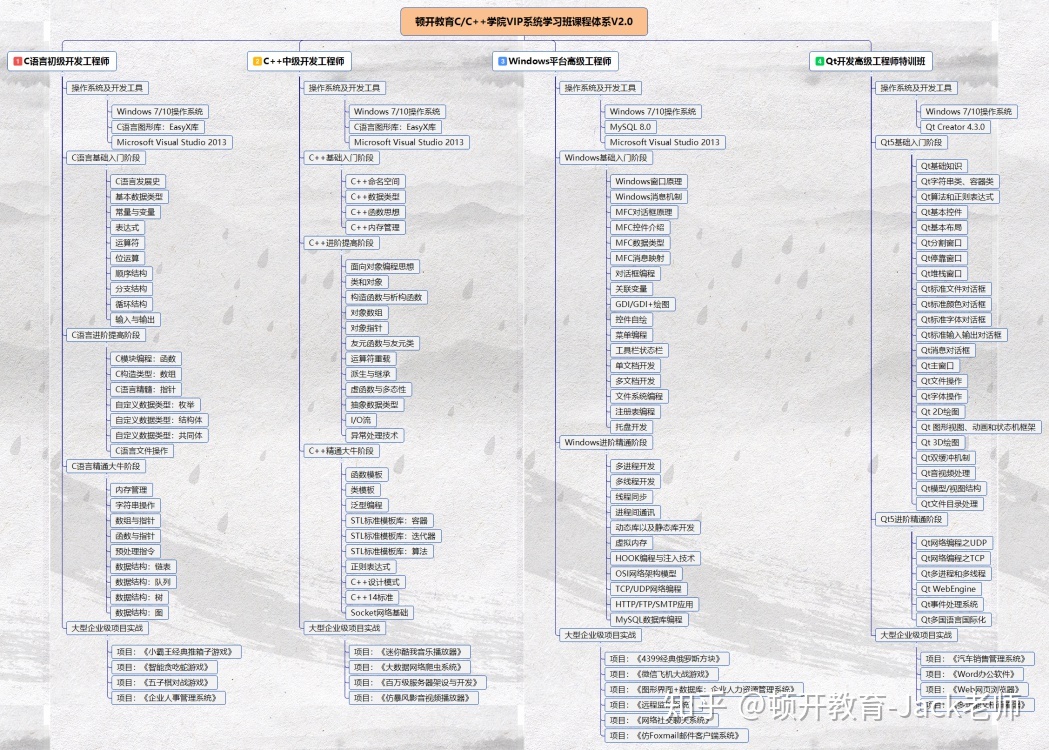 顿开教育C/C++学院VIP系统学习班课程体系V2.0
1 C语言初级开发工程师
操作系统及开发工具
Windows 7/10操作系统
C语言图形库：EasyX库
Microsoft Visual Studio 2013
C语言基础入门阶段
C语言发展史
基本数据类型
常量与变量
表达式
运算符
位运算
顺序结构
分支结构
循环结构
输入与输出
C语言进阶提高阶段
C模块编程：函数
C构造类型：数组
C语言精髓：指针
自定义数据类型：枚举
自定义数据类型：结构体
自定义数据类型：共同体
C语言文件操作
C语言精通大牛阶段
内存管理
字符串操作
数组与指针
函数与指针
预处理指令
数据结构：链表
数据结构：队列
数据结构：树
数据结构：图
大型企业级项目实战
项目：《小霸王经典推箱子游戏》
项目：《智能贪吃蛇游戏》
项目：《五子棋对战游戏》
项目：《企业人事管理系统》
2 C++中级开发工程师
操作系统及开发工具
Windows 7/10操作系统
C语言图形库：EasyX库
Microsoft Visual Studio 2013
C++基础入门阶段
C++命名空间
C++数据类型
C++函数思想
C++内存管理
C++进阶提高阶段
面向对象编程思想
类和对象
构造函数与析构函数
对象数组
对象指针
友元函数与友元类
运算符重载
派生与继承
虚函数与多态性
抽象数据类型
I/O流
异常处理技术
C++精通大牛阶段
函数模板
类模板
泛型编程
STL标准模板库：容器
STL标准模板库：迭代器
STL标准模板库：算法
正则表达式
C++设计模式
C++14标准
Socket网络基础
大型企业级项目实战
项目：《迷你酷我音乐播放器》
项目：《大数据网络爬虫系统》
项目：《百万级服务器架设与开发》
项目：《仿暴风影音视频播放器》
3 Windows平台高级工程师
操作系统及开发工具
Windows 7/10操作系统
MySQL 8.0
Microsoft Visual Studio 2013
Windows基础入门阶段
Windows窗口原理
Windows消息机制
MFC对话框原理
MFC控件介绍
MFC数据类型
MFC消息映射
对话框编程
关联变量
GDI/GDI+绘图
控件自绘
菜单编程
工具栏状态栏
单文档开发
多文档开发
文件系统编程
注册表编程
托盘开发
Windows进阶精通阶段
多进程开发
多线程开发
线程同步
进程间通讯
动态库以及静态库开发
虚拟内存
HOOK编程与注入技术
OSI网络架构模型
TCP/UDP网络编程
HTTP/FTP/SMTP应用
MySQL数据库编程
大型企业级项目实战
项目：《4399经典俄罗斯方块》
项目：《微信飞机大战游戏》
项目：《图形界面+数据库：企业人力资源管理系统》
项目：《远程监
项目：《网络社交聊天系统》
项目：《仿Foxmail邮件客户端系统》
4 Qt开发高级工程师特训班
操作系统及开发工具
Windows 7/10操作系统
Qt Creator 4.3.0
Qt5基础入门阶段
Qt基础知识
Qt字符串类、容器类
Qt算法和正则表达式
Qt基本控件
Qt基本布局
Qt分割窗口
Qt停靠窗口
Qt堆栈窗口
Qt标准文件对话框
Qt标准颜色对话框
Qt标准字体对话框
Qt标准输入输出对话框
Qt消息对话框
Qt主窗口
Qt文件操作
Qt字体操作
Qt 2D绘图
Qt 图形视图、动画和状态机框架
Qt 3D绘图
Qt双缓冲机制
Qt音视频处理
Qt模型/视图结构
Qt文件目录处理
Qt5进阶精通阶段
Qt网络编程之UDP
Qt网络编程之TCP
Qt多进程和多线程
Qt WebEngine
Qt事件处理系统
Qt多国语言国际化
大型企业级项目实战
项目：《汽车销售管理系统》
项目：《Word办公软件》
项目：《Web网页浏览器》
知乎 @顿开教育-Jack老师